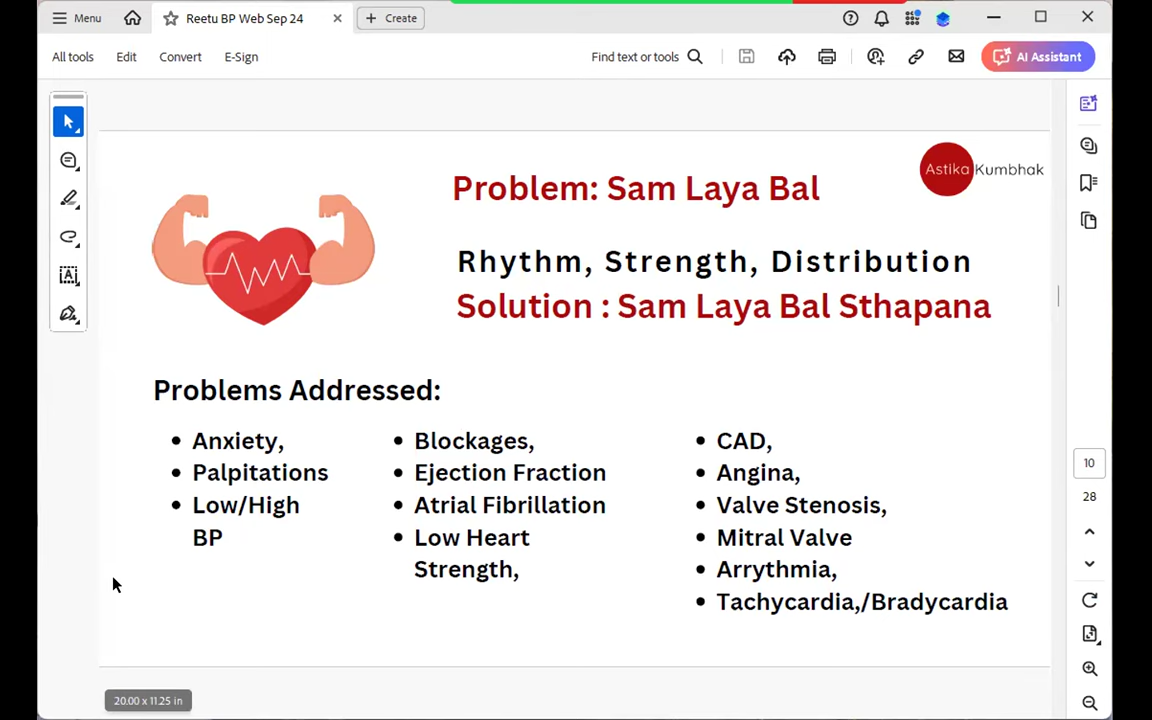 Menu
Reetu BP Web Sep 24
Create
All tools
Edit
Convert
E-Sign
Find text or tools
AI Assistant
Astika Kumbhak
Problem: Sam Laya Bal
Rhythm, Strength, Distribution
Solution : Sam Laya Bal Sthapana
Problems Addressed:
Anxiety,
Palpitations
Low/High
BP
Blockages,
Ejection Fraction
Atrial Fibrillation
Low Heart
Strength,
CAD,
Angina,
Valve Stenosis,
Mitral Valve
Arrythmia,
Tachycardia,/Bradycardia
10
28
20.00 x 11.25 in